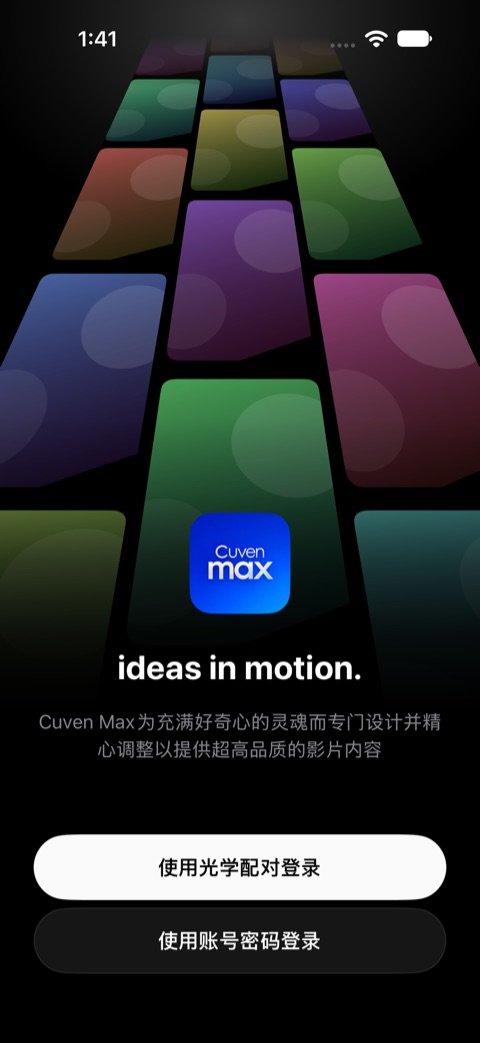 1:41
Cuven
max
ideas in motion.
Cuven Max为充满好奇心的灵魂而专门设计并精
心调整以提供超高品质的影片内容
使用光学配对登录
使用账号密码登录